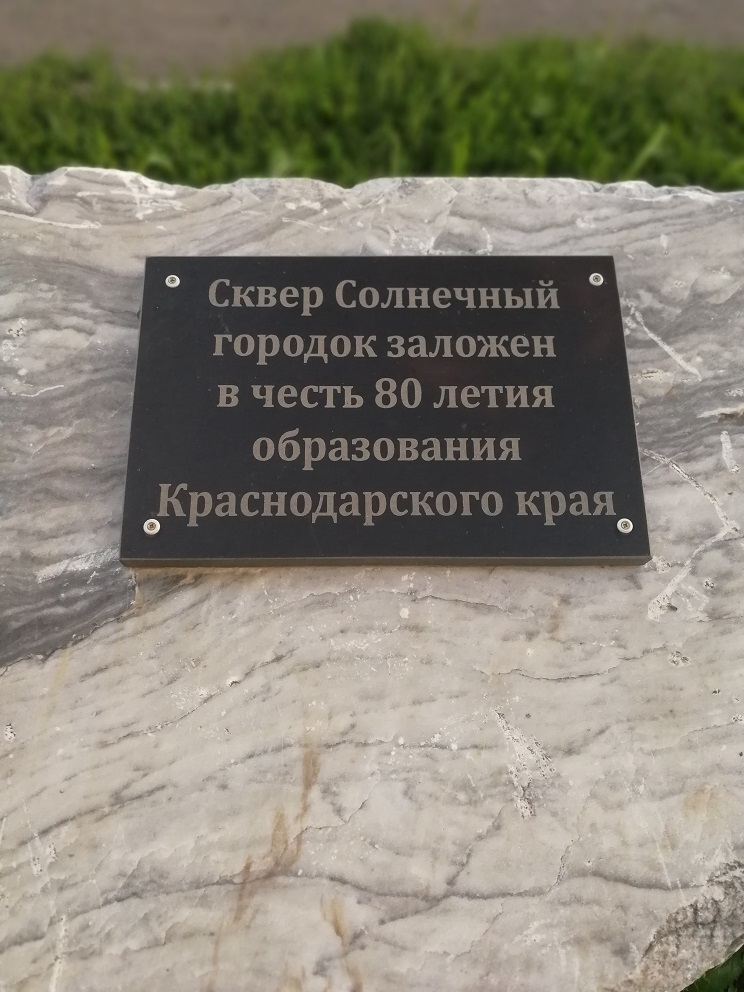 Сквер Солнечный
городок заложен
в честь 80 летия
образования
Краснодарского края